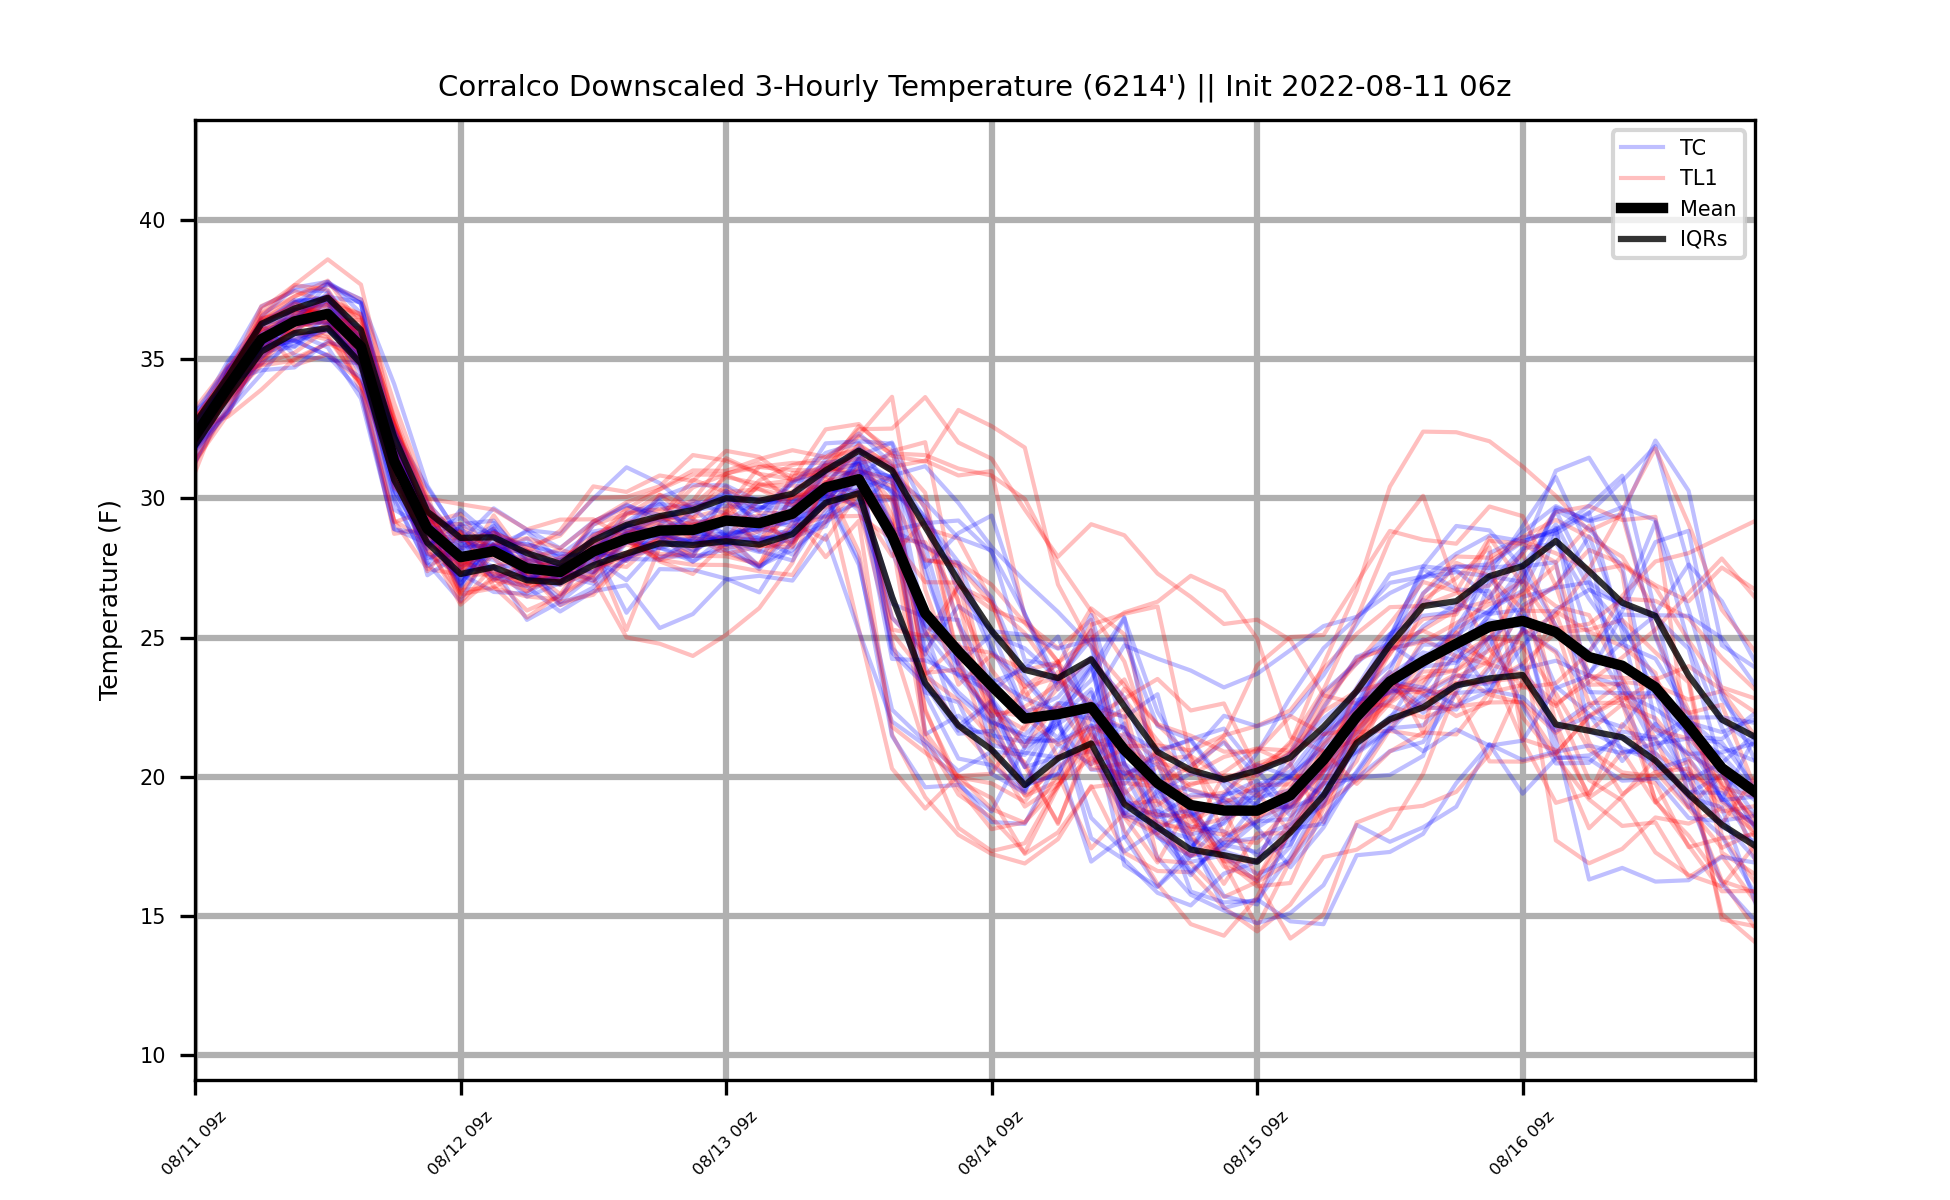 Corralco Downscaled 3-Hourly Temperature (6214') || Init 2022-08-11 06z
TC
TL1
Mean
IQRs
Temperature (F)
40
35
30
25
20
15
10
08/11 09z
08/12 09z
08/13 09z
08/14 09z
08/15 09z
08/16 09z